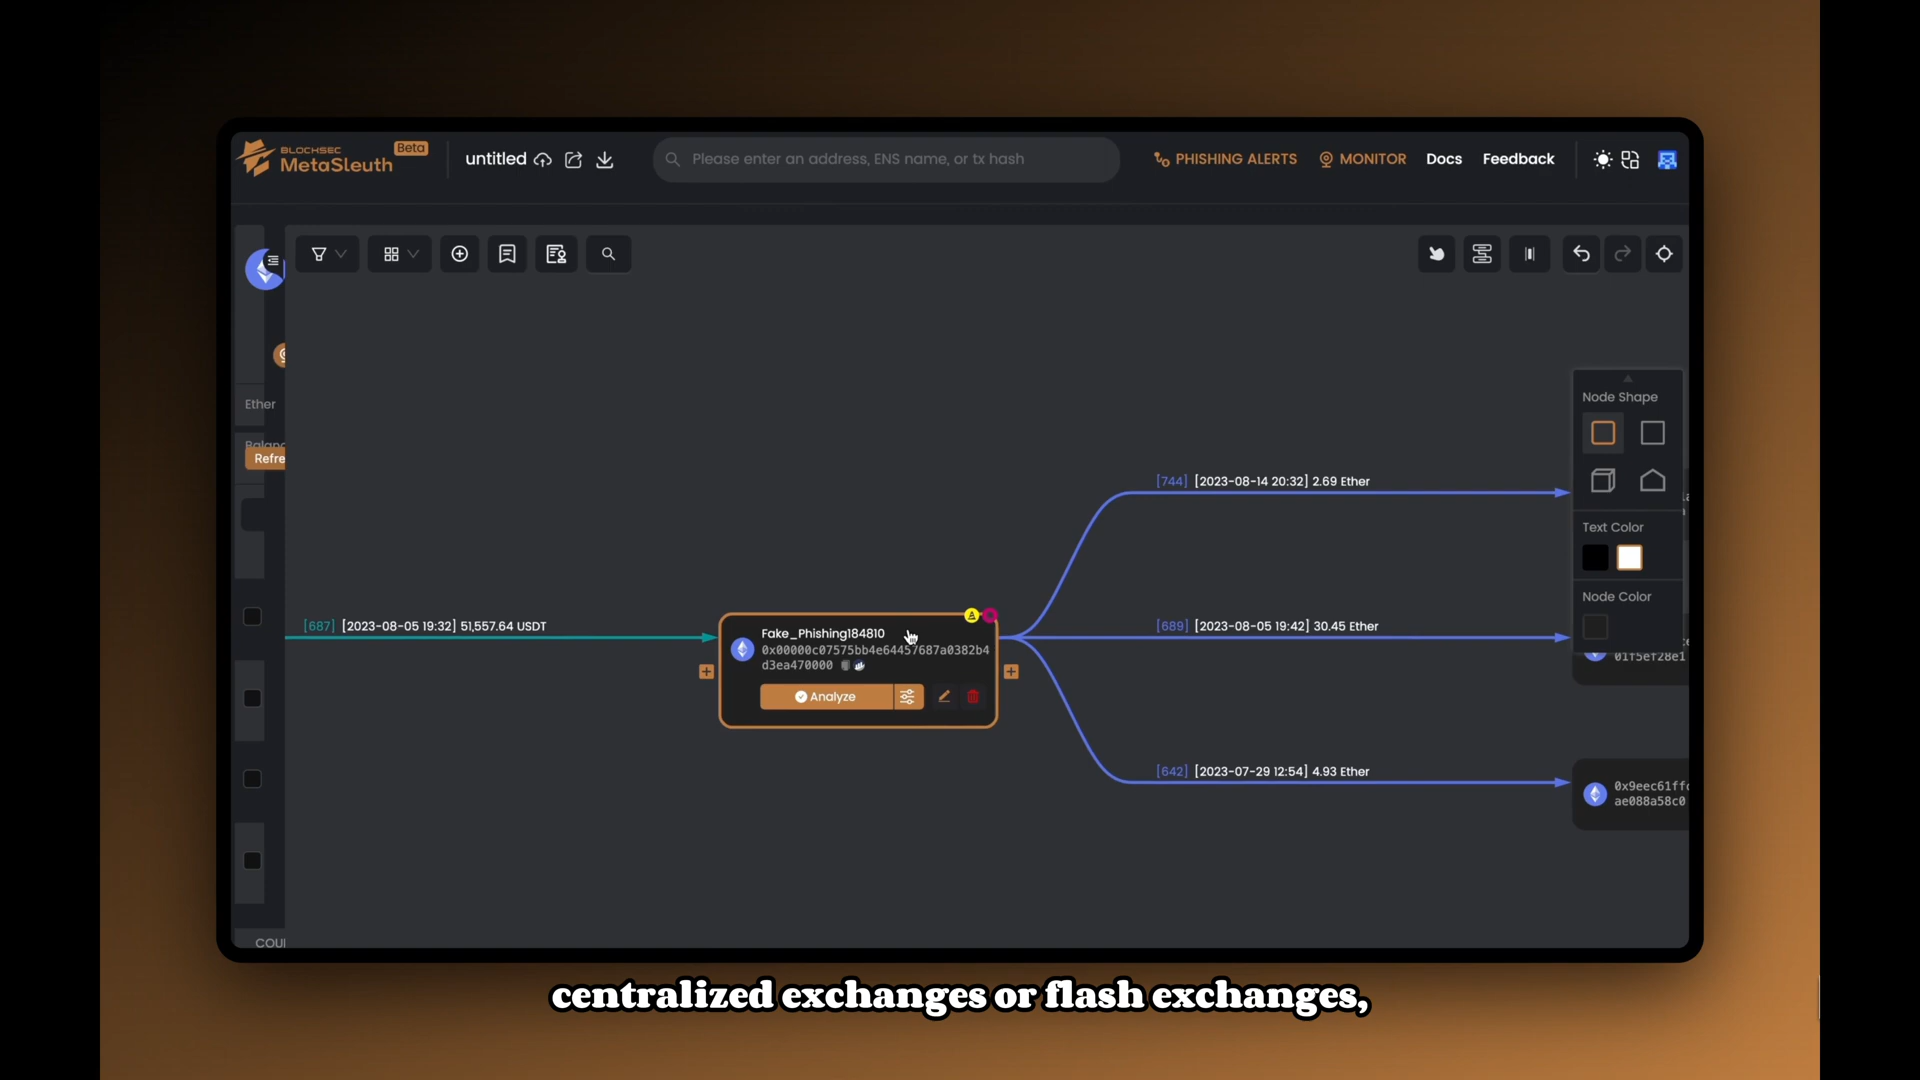 BLOCKSEC
MetaSleuth
Beta
untitled
Please enter an address, ENS name, or tx hash
PHISHING ALERTS
MONITOR
Docs
Feedback
Ether
Balanc
Refre
COU
[687] [2023-08-05 19:32] 51,557.64 USDT
Fake_Phishing184810
0x00000c07575bb4e64457687a0382b4
d3ea470000
Analyze
[744] [2023-08-14 20:32] 2.69 Ether
[689] [2023-08-05 19:42] 30.45 Ether
[642] [2023-07-29 12:54] 4.93 Ether
Node Shape
Text Color
Node Color
01f5ef28e1
0x9eec61ff
ae088a58c0
centralized exchanges or flash exchanges,